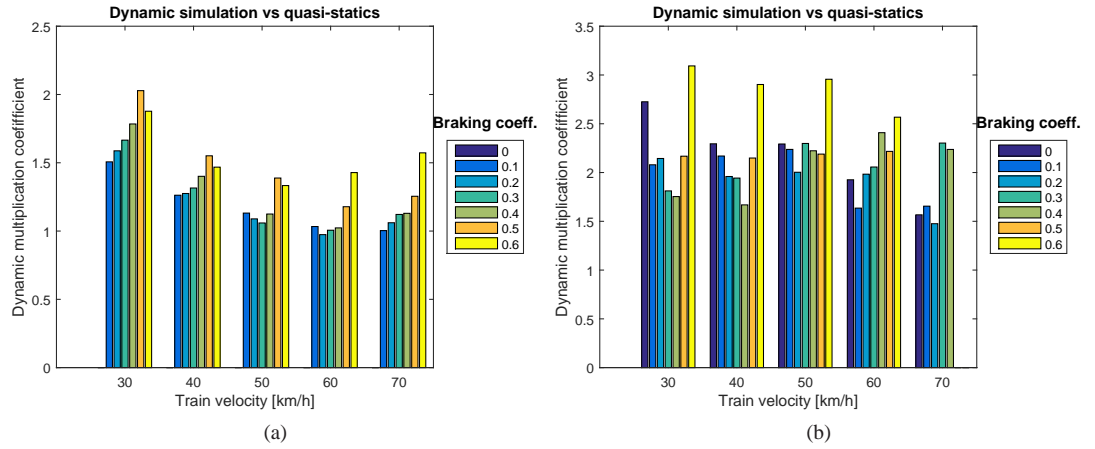 Dynamic simulation vs quasi-statics
2.5
2
1.5
1
0.5
0
Dynamic multiplication coefifficient
30 40 50 60 70
Train velocity [km/h]
Braking coeff.
0
0.1
0.2
0.3
0.4
0.5
0.6
(a)
Dynamic simulation vs quasi-statics
3.5
3
2.5
2
1.5
1
0.5
0
Dynamic multiplication coefifficient
30 40 50 60 70
Train velocity [km/h]
Braking coeff.
0
0.1
0.2
0.3
0.4
0.5
0.6
(b)